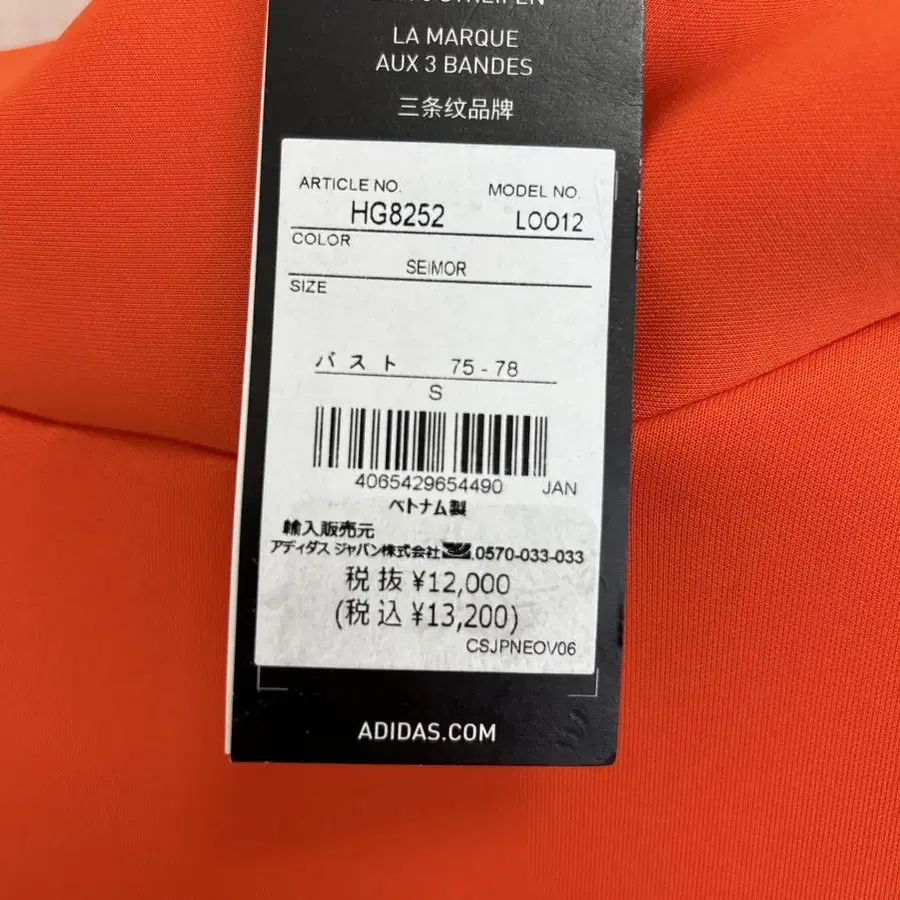 LA MARQUE
AUX 3 BANDES
三条纹品牌
ARTICLE NO. MODEL NO.
HG8252 LOO12
COLOR
SEIMOR
SIZE
バスト 75 - 78
S
4065429654490 JAN
ベトナム製
輸入販売元
アディダス ジャパン株式会社 0570-033-033
税抜 ¥12,000
(税込 ¥13,200)
CSJPNEOV06
ADIDAS.COM